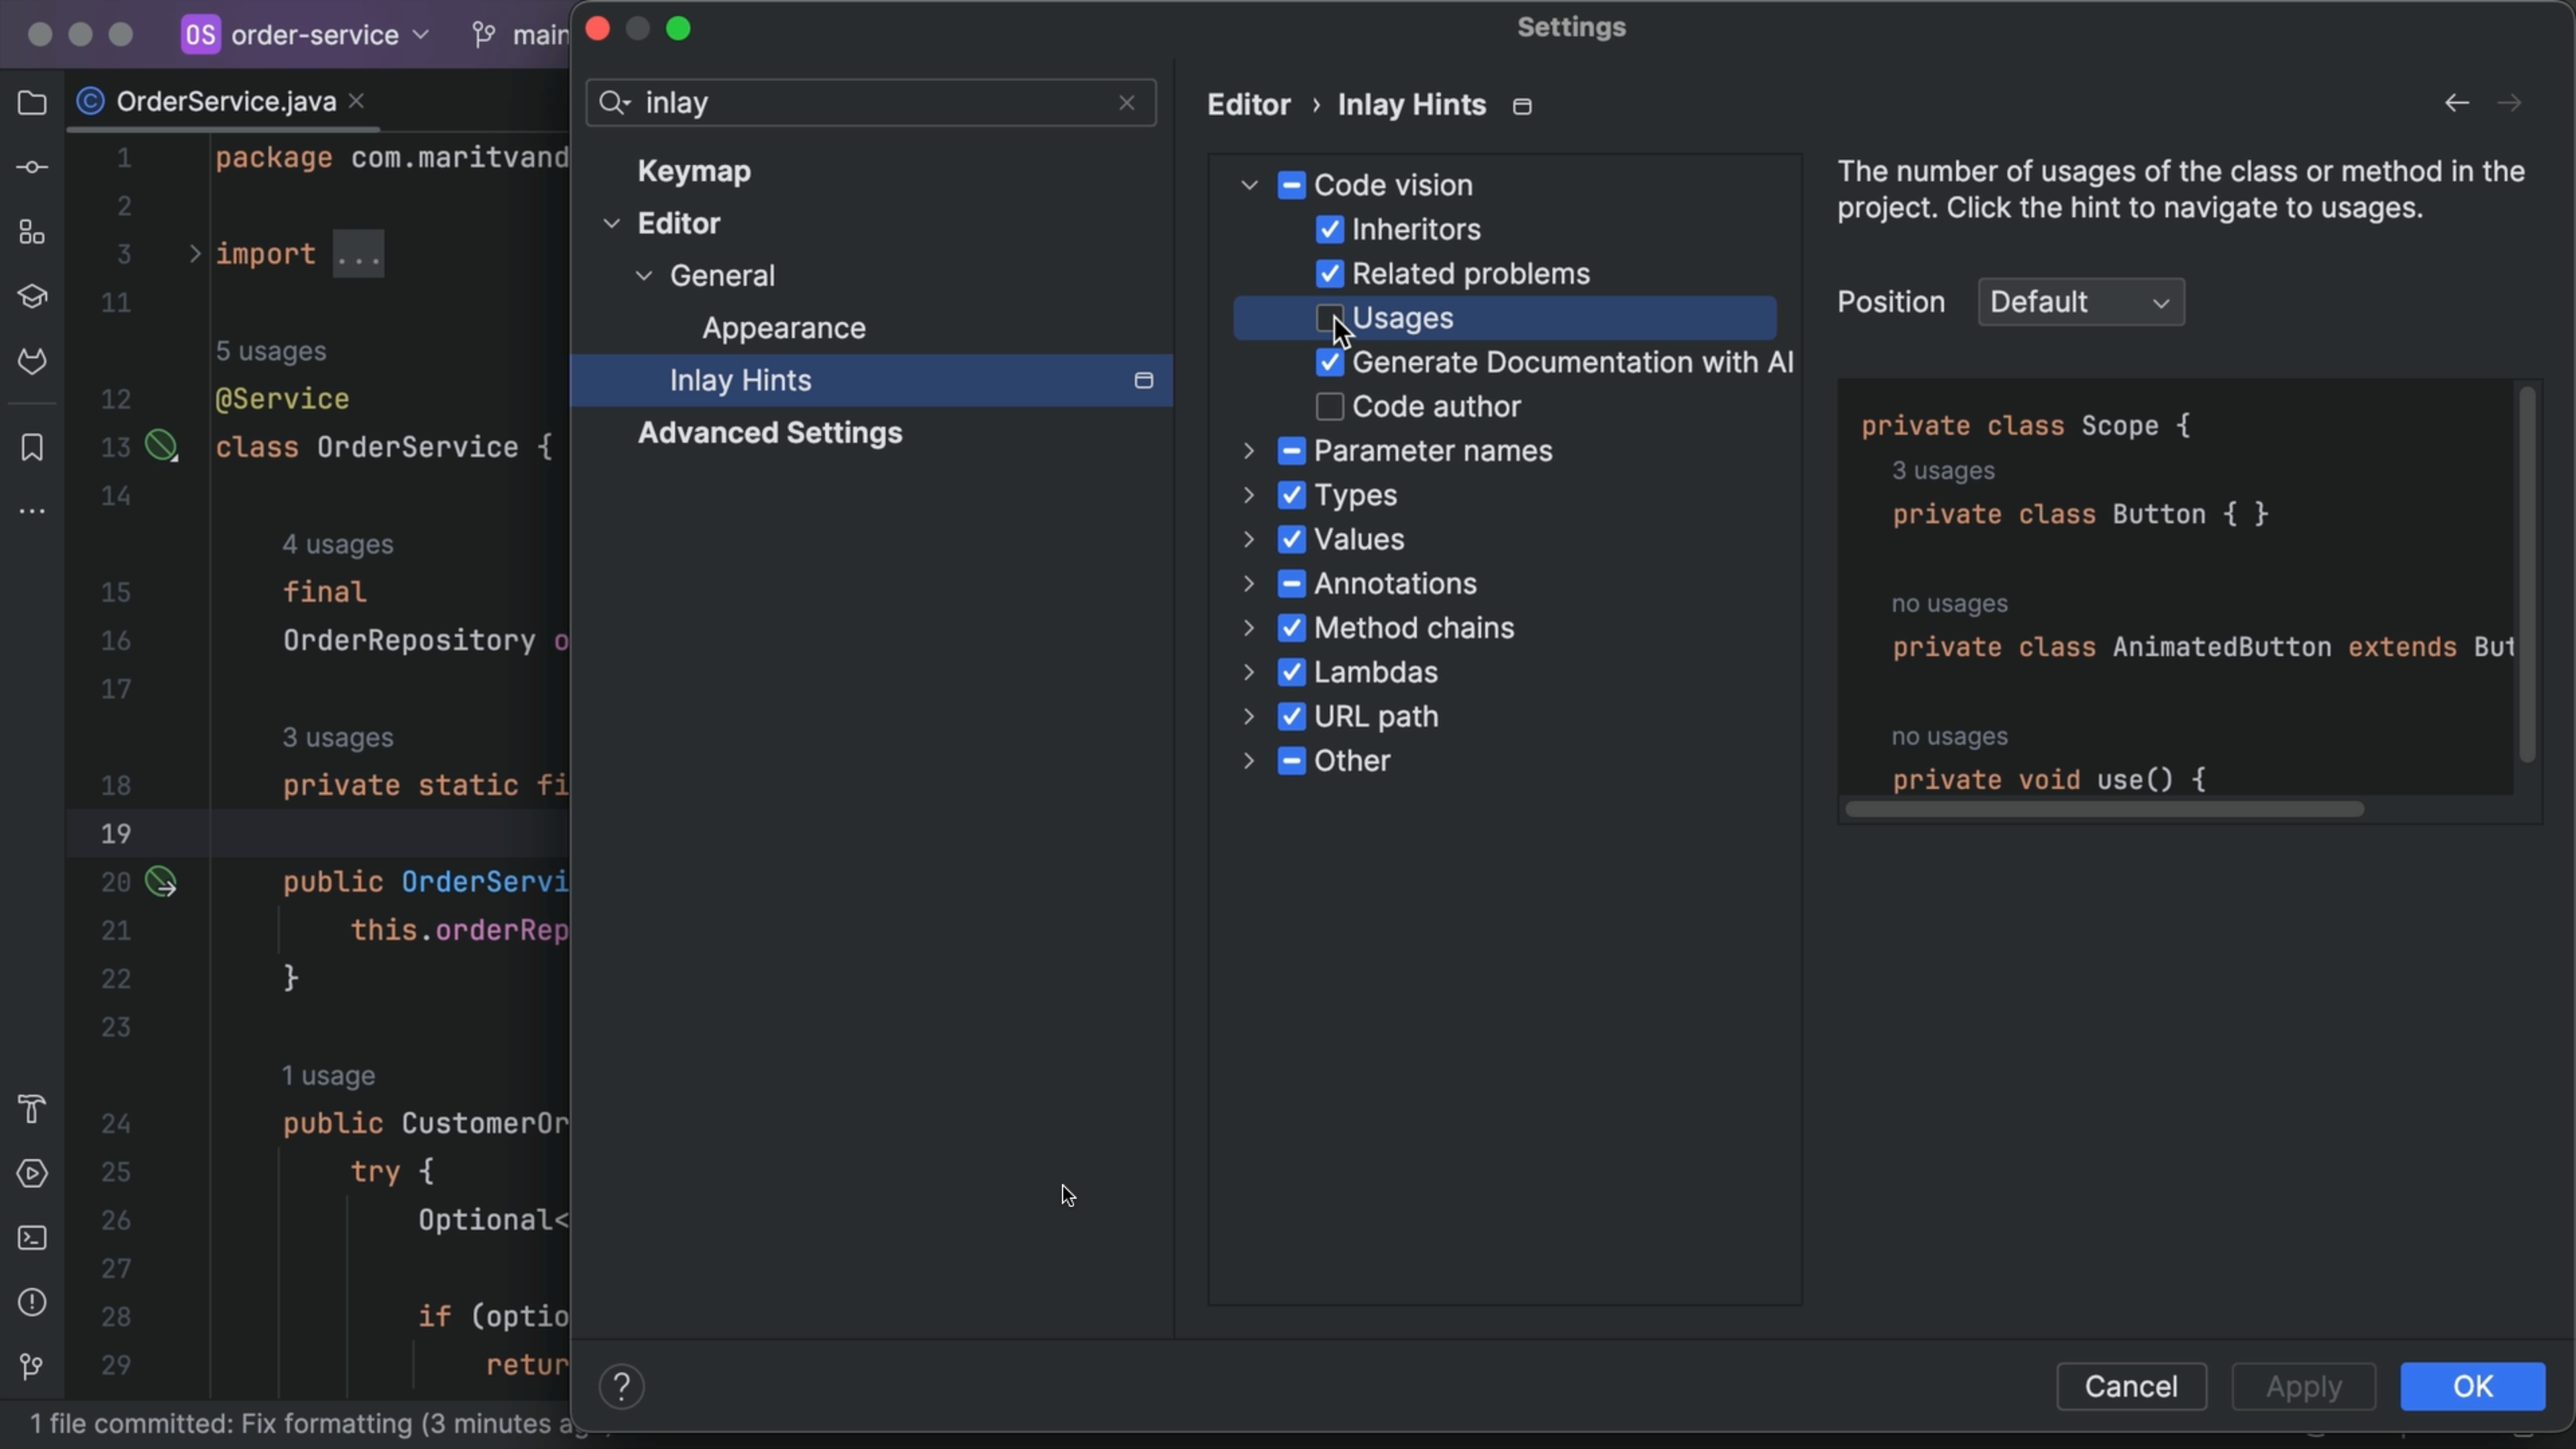 OS order-service main
OrderService.java
1 package com.maritvand
2
3 import ...
11
5 usages
12 @Service
13 class OrderService {
14
4 usages
15 final
16 OrderRepository o
17
3 usages
18 private static fi
19
20 public OrderServi
21 this.orderRep
22 }
23
1 usage
24 public CustomerOr
25 try {
26 Optional<
27
28 if (optio
29 retur
1 file committed: Fix formatting (3 minutes a
Settings
inlay
Keymap
Editor
General
Appearance
Inlay Hints
Advanced Settings
Editor › Inlay Hints
Code vision
Inheritors
Related problems
Usages
Generate Documentation with AI
Code author
Parameter names
Types
Values
Annotations
Method chains
Lambdas
URL path
Other
The number of usages of the class or method in the
project. Click the hint to navigate to usages.
Position Default
private class Scope {
3 usages
private class Button { }
no usages
private class AnimatedButton extends But
no usages
private void use() {
?
Cancel Apply OK